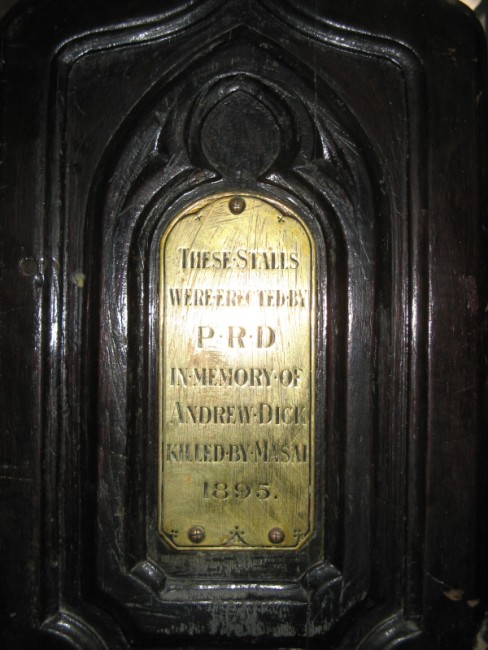 THESE·STALLS
WERE·ERECTED·BY
P·R·D
IN·MEMORY·OF
ANDREW·DICK
KILLED·BY·MASAI
1895.